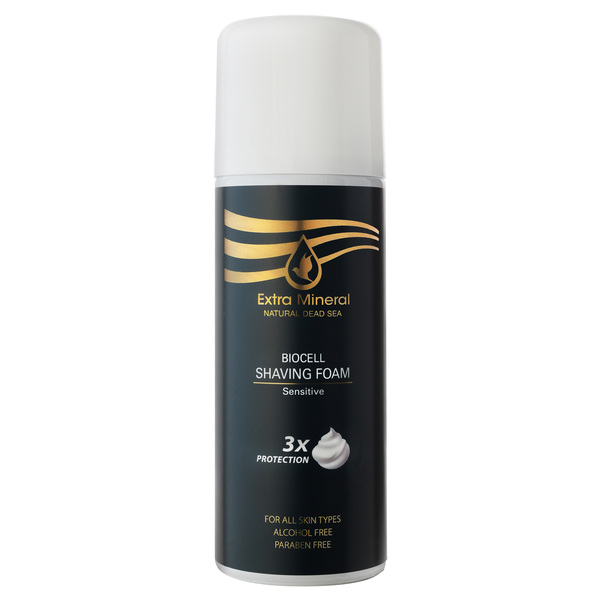 Extra Mineral
NATURAL DEAD SEA
BIOCELL
SHAVING FOAM
Sensitive
3x
PROTECTION
FOR ALL SKIN TYPES
ALCOHOL FREE
PARABEN FREE